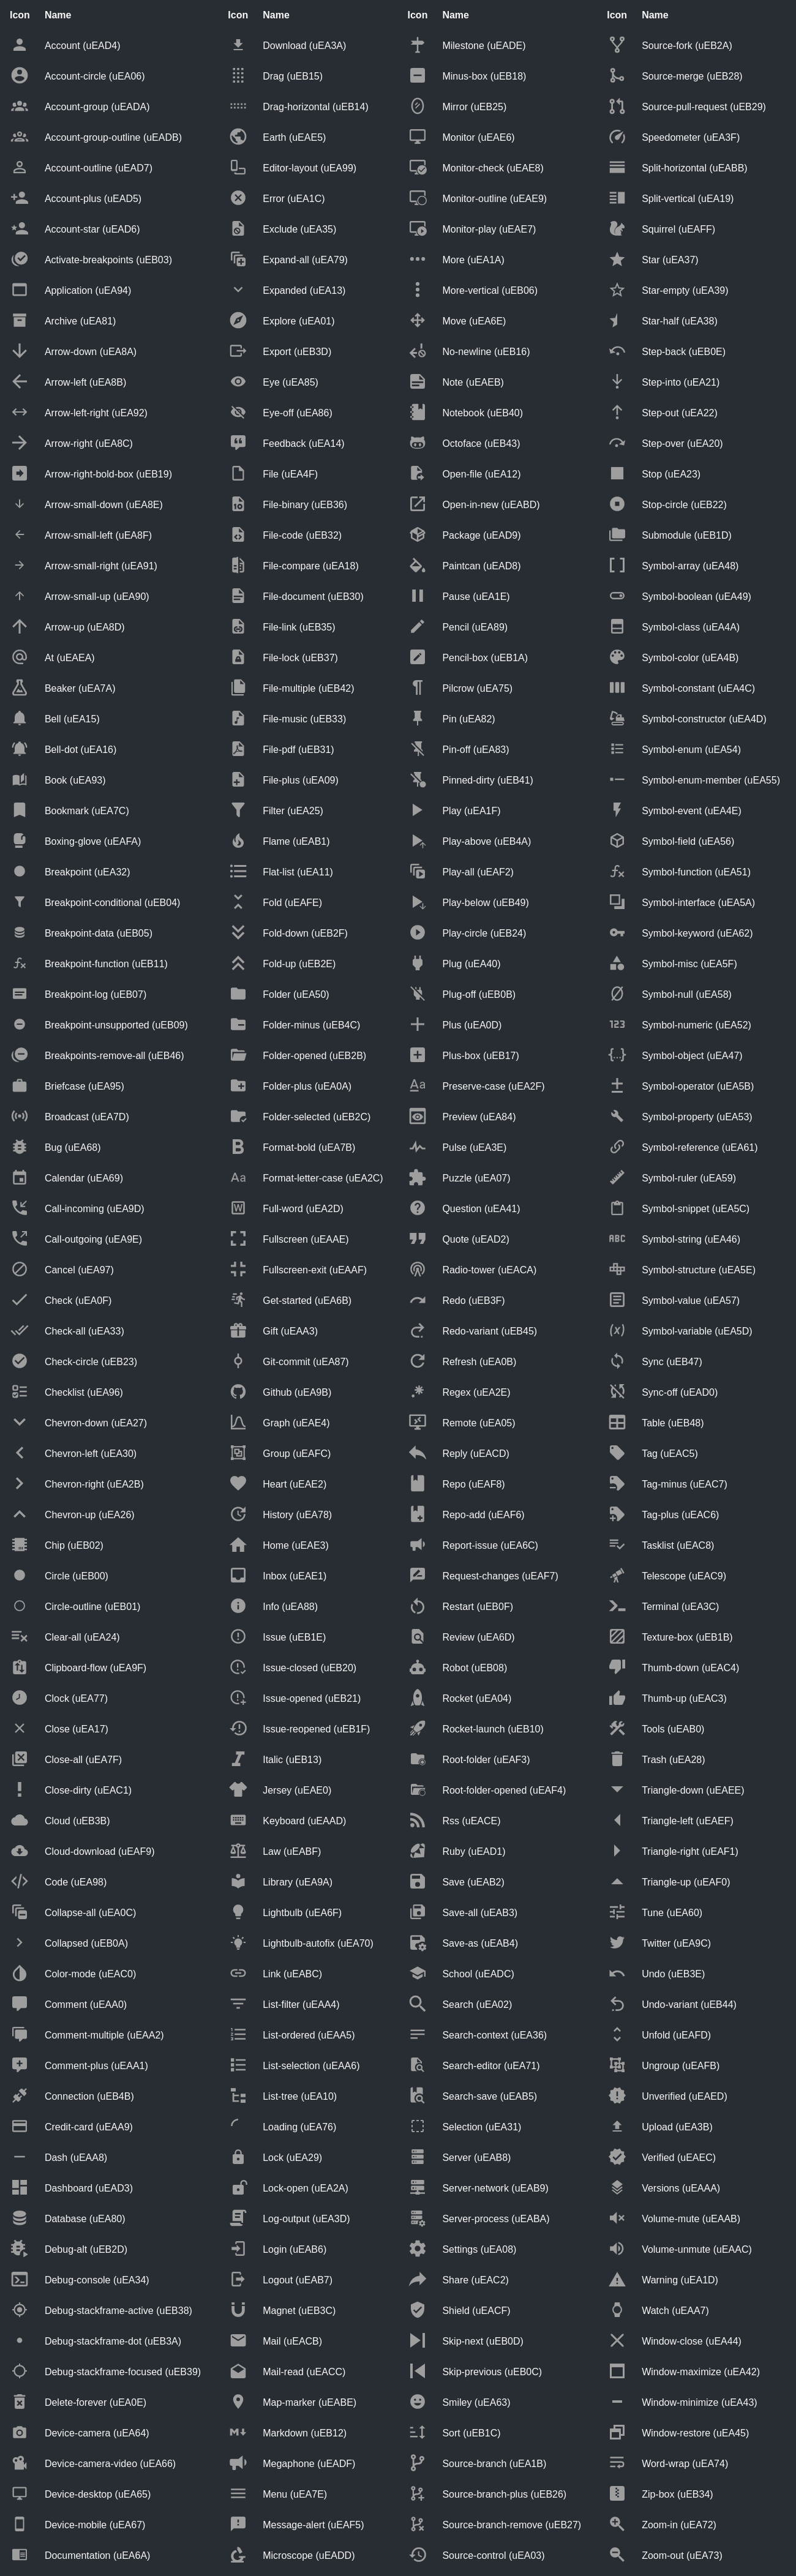 Icon Name
Account (uEAD4)
Account-circle (uEA06)
Account-group (uEADA)
Account-group-outline (uEADB)
Account-outline (uEAD7)
Account-plus (uEAD5)
Account-star (uEAD6)
Activate-breakpoints (uEB03)
Application (uEA94)
Archive (uEA81)
Arrow-down (uEA8A)
Arrow-left (uEA8B)
Arrow-left-right (uEA92)
Arrow-right (uEA8C)
Arrow-right-bold-box (uEB19)
Arrow-small-down (uEA8E)
Arrow-small-left (uEA8F)
Arrow-small-right (uEA91)
Arrow-small-up (uEA90)
Arrow-up (uEA8D)
At (uEAEA)
Beaker (uEA7A)
Bell (uEA15)
Bell-dot (uEA16)
Book (uEA93)
Bookmark (uEA7C)
Boxing-glove (uEAFA)
Breakpoint (uEA32)
Breakpoint-conditional (uEB04)
Breakpoint-data (uEB05)
Breakpoint-function (uEB11)
Breakpoint-log (uEB07)
Breakpoint-unsupported (uEB09)
Breakpoints-remove-all (uEB46)
Briefcase (uEA95)
Broadcast (uEA7D)
Bug (uEA68)
Calendar (uEA69)
Call-incoming (uEA9D)
Call-outgoing (uEA9E)
Cancel (uEA97)
Check (uEA0F)
Check-all (uEA33)
Check-circle (uEB23)
Checklist (uEA96)
Chevron-down (uEA27)
Chevron-left (uEA30)
Chevron-right (uEA2B)
Chevron-up (uEA26)
Chip (uEB02)
Circle (uEB00)
Circle-outline (uEB01)
Clear-all (uEA24)
Clipboard-flow (uEA9F)
Clock (uEA77)
Close (uEA17)
Close-all (uEA7F)
Close-dirty (uEAC1)
Cloud (uEB3B)
Cloud-download (uEAF9)
Code (uEA98)
Collapse-all (uEA0C)
Collapsed (uEB0A)
Color-mode (uEAC0)
Comment (uEAA0)
Comment-multiple (uEAA2)
Comment-plus (uEAA1)
Connection (uEB4B)
Credit-card (uEAA9)
Dash (uEAA8)
Dashboard (uEAD3)
Database (uEA80)
Debug-alt (uEB2D)
Debug-console (uEA34)
Debug-stackframe-active (uEB38)
Debug-stackframe-dot (uEB3A)
Debug-stackframe-focused (uEB39)
Delete-forever (uEA0E)
Device-camera (uEA64)
Device-camera-video (uEA66)
Device-desktop (uEA65)
Device-mobile (uEA67)
Documentation (uEA6A)
Icon Name
Download (uEA3A)
Drag (uEB15)
Drag-horizontal (uEB14)
Earth (uEAE5)
Editor-layout (uEA99)
Error (uEA1C)
Exclude (uEA35)
Expand-all (uEA79)
Expanded (uEA13)
Explore (uEA01)
Export (uEB3D)
Eye (uEA85)
Eye-off (uEA86)
Feedback (uEA14)
File (uEA4F)
File-binary (uEB36)
File-code (uEB32)
File-compare (uEA18)
File-document (uEB30)
File-link (uEB35)
File-lock (uEB37)
File-multiple (uEB42)
File-music (uEB33)
File-pdf (uEB31)
File-plus (uEA09)
Filter (uEA25)
Flame (uEAB1)
Flat-list (uEA11)
Fold (uEAFE)
Fold-down (uEB2F)
Fold-up (uEB2E)
Folder (uEA50)
Folder-minus (uEB4C)
Folder-opened (uEB2B)
Folder-plus (uEA0A)
Folder-selected (uEB2C)
Format-bold (uEA7B)
Format-letter-case (uEA2C)
Full-word (uEA2D)
Fullscreen (uEAAE)
Fullscreen-exit (uEAAF)
Get-started (uEA6B)
Gift (uEAA3)
Git-commit (uEA87)
Github (uEA9B)
Graph (uEAE4)
Group (uEAFC)
Heart (uEAE2)
History (uEA78)
Home (uEAE3)
Inbox (uEAE1)
Info (uEA88)
Issue (uEB1E)
Issue-closed (uEB20)
Issue-opened (uEB21)
Issue-reopened (uEB1F)
Italic (uEB13)
Jersey (uEAE0)
Keyboard (uEAAD)
Law (uEABF)
Library (uEA9A)
Lightbulb (uEA6F)
Lightbulb-autofix (uEA70)
Link (uEABC)
List-filter (uEAA4)
List-ordered (uEAA5)
List-selection (uEAA6)
List-tree (uEA10)
Loading (uEA76)
Lock (uEA29)
Lock-open (uEA2A)
Log-output (uEA3D)
Login (uEAB6)
Logout (uEAB7)
Magnet (uEB3C)
Mail (uEACB)
Mail-read (uEACC)
Map-marker (uEABE)
Markdown (uEB12)
Megaphone (uEADF)
Menu (uEA7E)
Message-alert (uEAF5)
Microscope (uEADD)
Icon Name
Milestone (uEADE)
Minus-box (uEB18)
Mirror (uEB25)
Monitor (uEAE6)
Monitor-check (uEAE8)
Monitor-outline (uEAE9)
Monitor-play (uEAE7)
More (uEA1A)
More-vertical (uEB06)
Move (uEA6E)
No-newline (uEB16)
Note (uEAEB)
Notebook (uEB40)
Octoface (uEB43)
Open-file (uEA12)
Open-in-new (uEABD)
Package (uEAD9)
Paintcan (uEAD8)
Pause (uEA1E)
Pencil (uEA89)
Pencil-box (uEB1A)
Pilcrow (uEA75)
Pin (uEA82)
Pin-off (uEA83)
Pinned-dirty (uEB41)
Play (uEA1F)
Play-above (uEB4A)
Play-all (uEAF2)
Play-below (uEB49)
Play-circle (uEB24)
Plug (uEA40)
Plug-off (uEB0B)
Plus (uEA0D)
Plus-box (uEB17)
Preserve-case (uEA2F)
Preview (uEA84)
Pulse (uEA3E)
Puzzle (uEA07)
Question (uEA41)
Quote (uEAD2)
Radio-tower (uEACA)
Redo (uEB3F)
Redo-variant (uEB45)
Refresh (uEA0B)
Regex (uEA2E)
Remote (uEA05)
Reply (uEACD)
Repo (uEAF8)
Repo-add (uEAF6)
Report-issue (uEA6C)
Request-changes (uEAF7)
Restart (uEB0F)
Review (uEA6D)
Robot (uEB08)
Rocket (uEA04)
Rocket-launch (uEB10)
Root-folder (uEAF3)
Root-folder-opened (uEAF4)
Rss (uEACE)
Ruby (uEAD1)
Save (uEAB2)
Save-all (uEAB3)
Save-as (uEAB4)
School (uEADC)
Search (uEA02)
Search-context (uEA36)
Search-editor (uEA71)
Search-save (uEAB5)
Selection (uEA31)
Server (uEAB8)
Server-network (uEAB9)
Server-process (uEABA)
Settings (uEA08)
Share (uEAC2)
Shield (uEACF)
Skip-next (uEB0D)
Skip-previous (uEB0C)
Smiley (uEA63)
Sort (uEB1C)
Source-branch (uEA1B)
Source-branch-plus (uEB26)
Source-branch-remove (uEB27)
Source-control (uEA03)
Icon Name
Source-fork (uEB2A)
Source-merge (uEB28)
Source-pull-request (uEB29)
Speedometer (uEA3F)
Split-horizontal (uEABB)
Split-vertical (uEA19)
Squirrel (uEAFF)
Star (uEA37)
Star-empty (uEA39)
Star-half (uEA38)
Step-back (uEB0E)
Step-into (uEA21)
Step-out (uEA22)
Step-over (uEA20)
Stop (uEA23)
Stop-circle (uEB22)
Submodule (uEB1D)
Symbol-array (uEA48)
Symbol-boolean (uEA49)
Symbol-class (uEA4A)
Symbol-color (uEA4B)
Symbol-constant (uEA4C)
Symbol-constructor (uEA4D)
Symbol-enum (uEA54)
Symbol-enum-member (uEA55)
Symbol-event (uEA4E)
Symbol-field (uEA56)
Symbol-function (uEA51)
Symbol-interface (uEA5A)
Symbol-keyword (uEA62)
Symbol-misc (uEA5F)
Symbol-null (uEA58)
Symbol-numeric (uEA52)
Symbol-object (uEA47)
Symbol-operator (uEA5B)
Symbol-property (uEA53)
Symbol-reference (uEA61)
Symbol-ruler (uEA59)
Symbol-snippet (uEA5C)
Symbol-string (uEA46)
Symbol-structure (uEA5E)
Symbol-value (uEA57)
Symbol-variable (uEA5D)
Sync (uEB47)
Sync-off (uEAD0)
Table (uEB48)
Tag (uEAC5)
Tag-minus (uEAC7)
Tag-plus (uEAC6)
Tasklist (uEAC8)
Telescope (uEAC9)
Terminal (uEA3C)
Texture-box (uEB1B)
Thumb-down (uEAC4)
Thumb-up (uEAC3)
Tools (uEAB0)
Trash (uEA28)
Triangle-down (uEAEE)
Triangle-left (uEAEF)
Triangle-right (uEAF1)
Triangle-up (uEAF0)
Tune (uEA60)
Twitter (uEA9C)
Undo (uEB3E)
Undo-variant (uEB44)
Unfold (uEAFD)
Ungroup (uEAFB)
Unverified (uEAED)
Upload (uEA3B)
Verified (uEAEC)
Versions (uEAAA)
Volume-mute (uEAAB)
Volume-unmute (uEAAC)
Warning (uEA1D)
Watch (uEAA7)
Window-close (uEA44)
Window-maximize (uEA42)
Window-minimize (uEA43)
Window-restore (uEA45)
Word-wrap (uEA74)
Zip-box (uEB34)
Zoom-in (uEA72)
Zoom-out (uEA73)